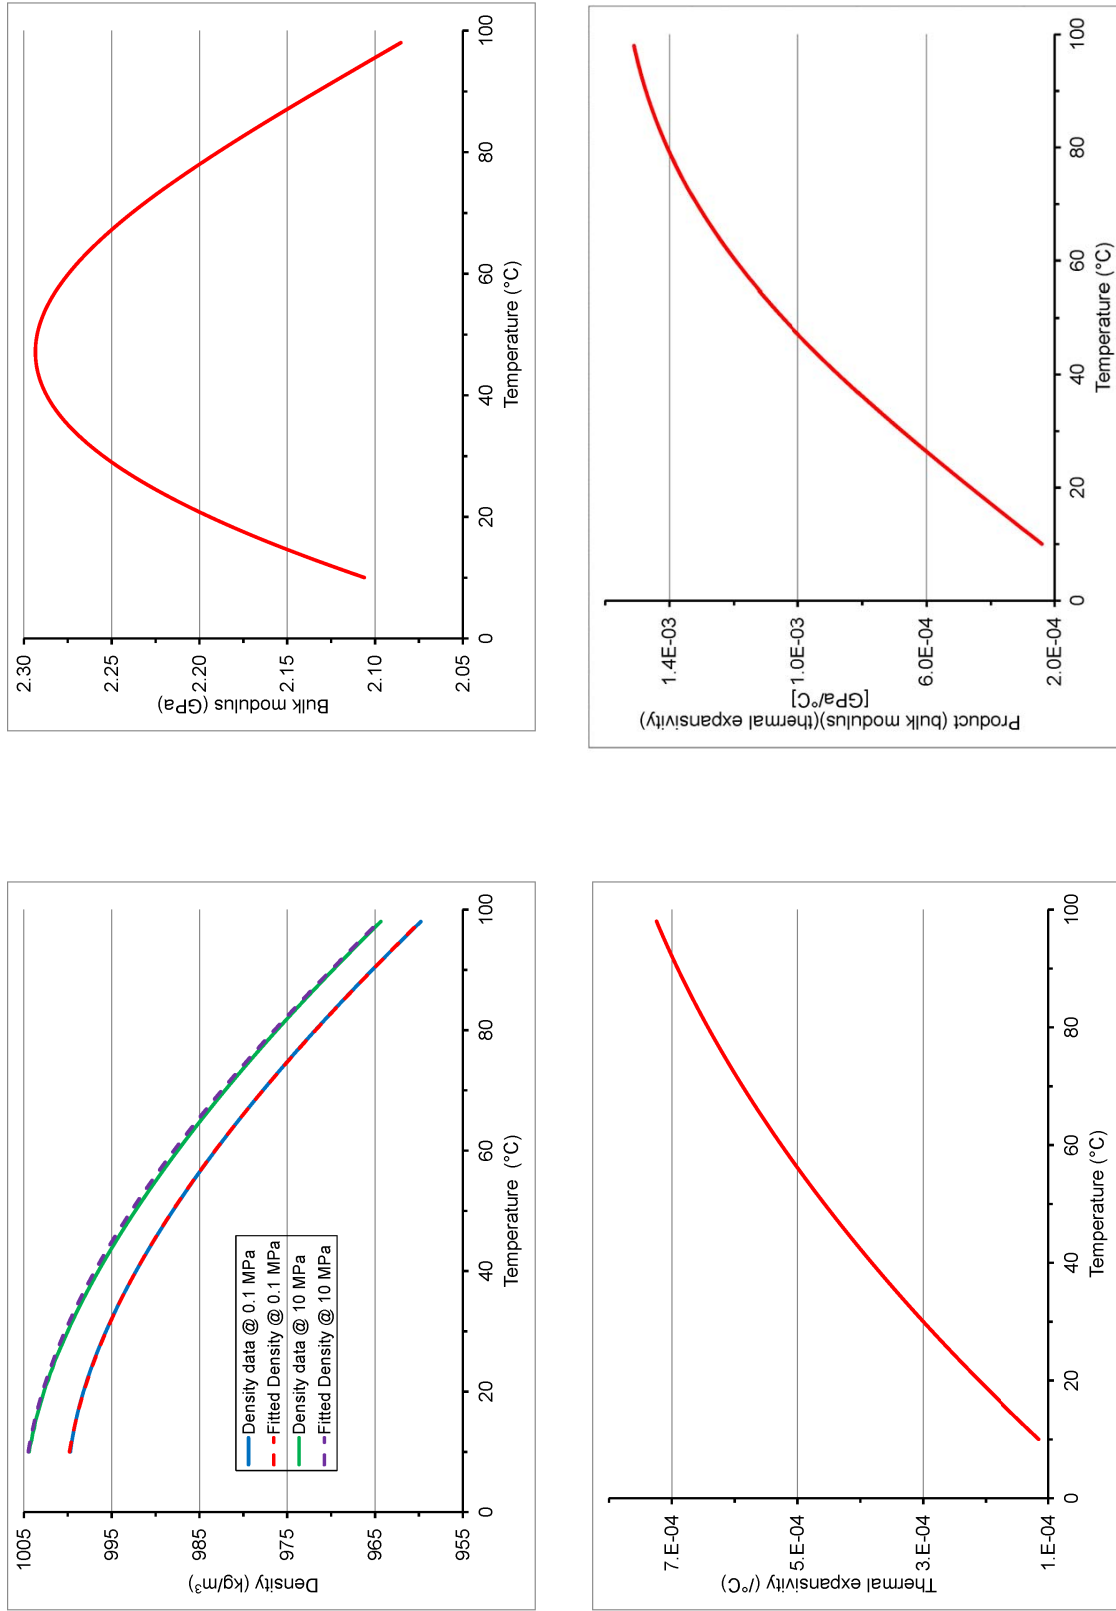 1005
995
985
975
965
955
Density (kg/m³)
0
20
40
60
80
100
Temperature (°C)
Density data @ 0.1 MPa
Fitted Density @ 0.1 MPa
Density data @ 10 MPa
Fitted Density @ 10 MPa
2.30
2.25
2.20
2.15
2.10
2.05
Bulk modulus (GPa)
0
20
40
60
80
100
Temperature (°C)
7.E-04
5.E-04
3.E-04
1.E-04
Thermal expansivity (/°C)
0
20
40
60
80
100
Temperature (°C)
1.4E-03
1.0E-03
6.0E-04
2.0E-04
Product (bulk modulus)(thermal expansivity)
[GPa/°C]
0
20
40
60
80
100
Temperature (°C)